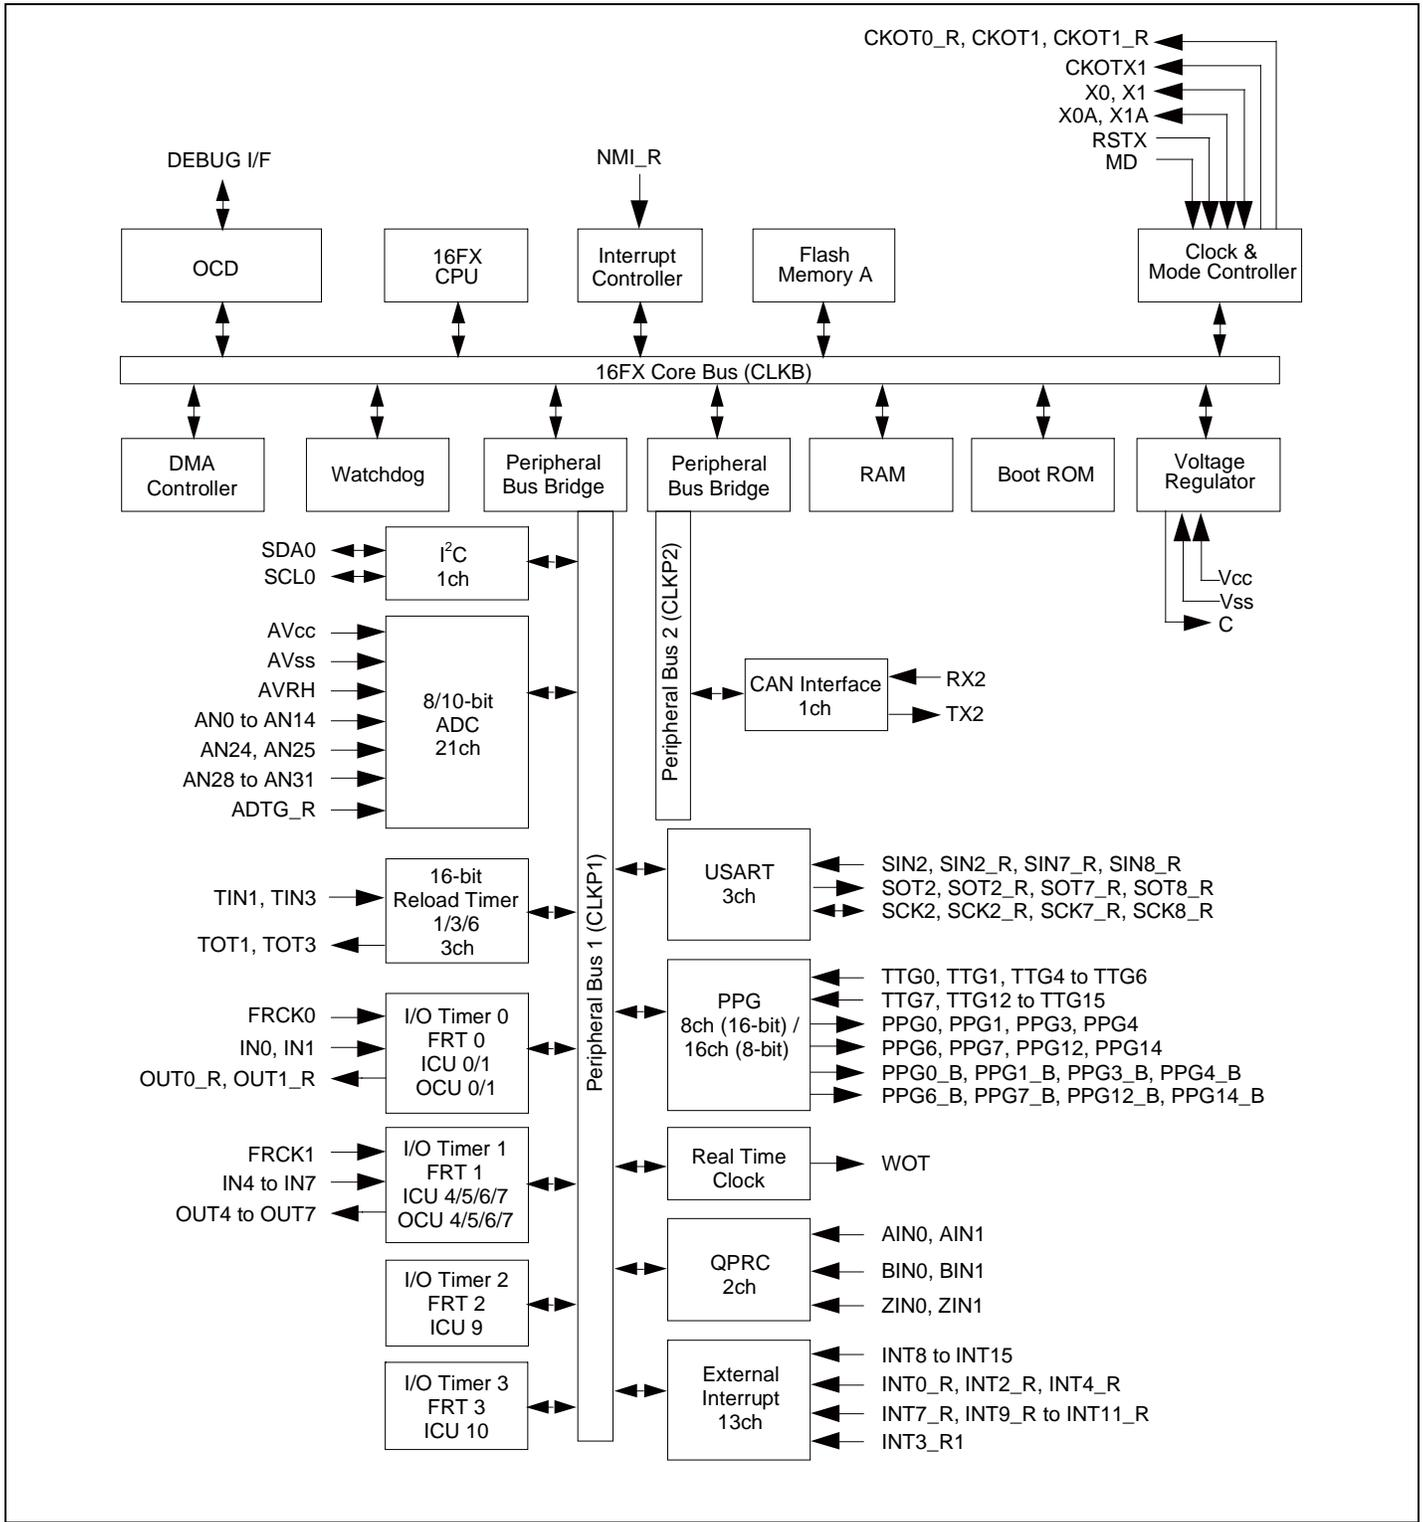 CKOT0_R, CKOT1, CKOT1_R
CKOTX1
X0, X1
X0A, X1A
RSTX
MD
DEBUG I/F
NMI_R
OCD
16FX
CPU
Interrupt
Controller
Flash
Memory A
Clock &
Mode Controller
16FX Core Bus (CLKB)
DMA
Controller
Watchdog
Peripheral
Bus Bridge
Peripheral
Bus Bridge
RAM
Boot ROM
Voltage
Regulator
Vcc
Vss
C
Peripheral Bus 1 (CLKP1)
Peripheral Bus 2 (CLKP2)
SDA0
SCL0
I²C
1ch
AVcc
AVss
AVRH
AN0 to AN14
AN24, AN25
AN28 to AN31
ADTG_R
8/10-bit
ADC
21ch
CAN Interface
1ch
RX2
TX2
TIN1, TIN3
TOT1, TOT3
16-bit
Reload Timer
1/3/6
3ch
USART
3ch
SIN2, SIN2_R, SIN7_R, SIN8_R
SOT2, SOT2_R, SOT7_R, SOT8_R
SCK2, SCK2_R, SCK7_R, SCK8_R
FRCK0
IN0, IN1
OUT0_R, OUT1_R
I/O Timer 0
FRT 0
ICU 0/1
OCU 0/1
PPG
8ch (16-bit) /
16ch (8-bit)
TTG0, TTG1, TTG4 to TTG6
TTG7, TTG12 to TTG15
PPG0, PPG1, PPG3, PPG4
PPG6, PPG7, PPG12, PPG14
PPG0_B, PPG1_B, PPG3_B, PPG4_B
PPG6_B, PPG7_B, PPG12_B, PPG14_B
FRCK1
IN4 to IN7
OUT4 to OUT7
I/O Timer 1
FRT 1
ICU 4/5/6/7
OCU 4/5/6/7
Real Time
Clock
WOT
I/O Timer 2
FRT 2
ICU 9
QPRC
2ch
AIN0, AIN1
BIN0, BIN1
ZIN0, ZIN1
I/O Timer 3
FRT 3
ICU 10
External
Interrupt
13ch
INT8 to INT15
INT0_R, INT2_R, INT4_R
INT7_R, INT9_R to INT11_R
INT3_R1